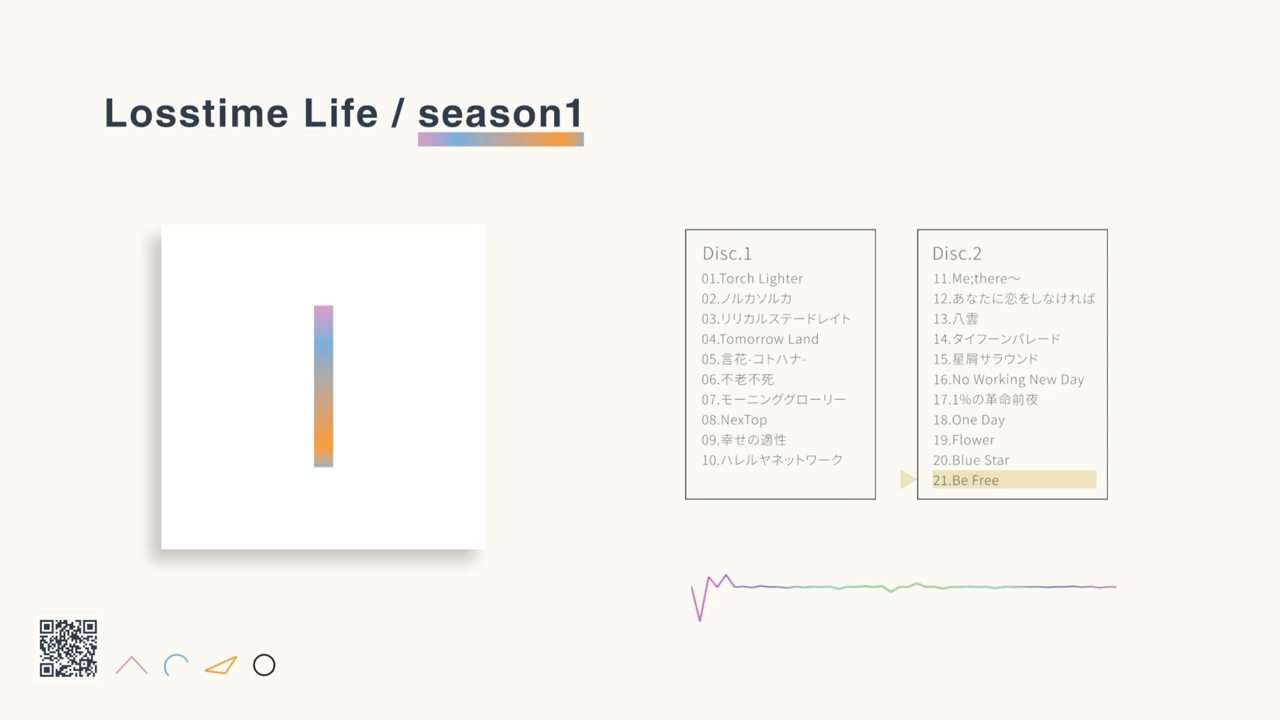 Losstime Life / season1
Disc.1
01.Torch Lighter
02.ノルカソルカ
03.リリカルステードレイト
04.Tomorrow Land
05.言花-コトハナ-
06.不老不死
07.モーニンググローリー
08.NexTop
09.幸せの適性
10.ハレルヤネットワーク
Disc.2
11.Me;there〜
12.あなたに恋をしなければ
13.八雲
14.タイフーンパレード
15.星屑サラウンド
16.No Working New Day
17.1%の革命前夜
18.One Day
19.Flower
20.Blue Star
21.Be Free